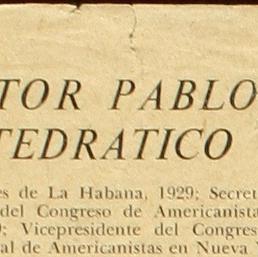 TOR PABLO
TEDRATICO
es de La Habana, 1929; Secret
del Congreso de Americanista
9; Vicepresidente del Congres
al de Americanistas en Nueva Y